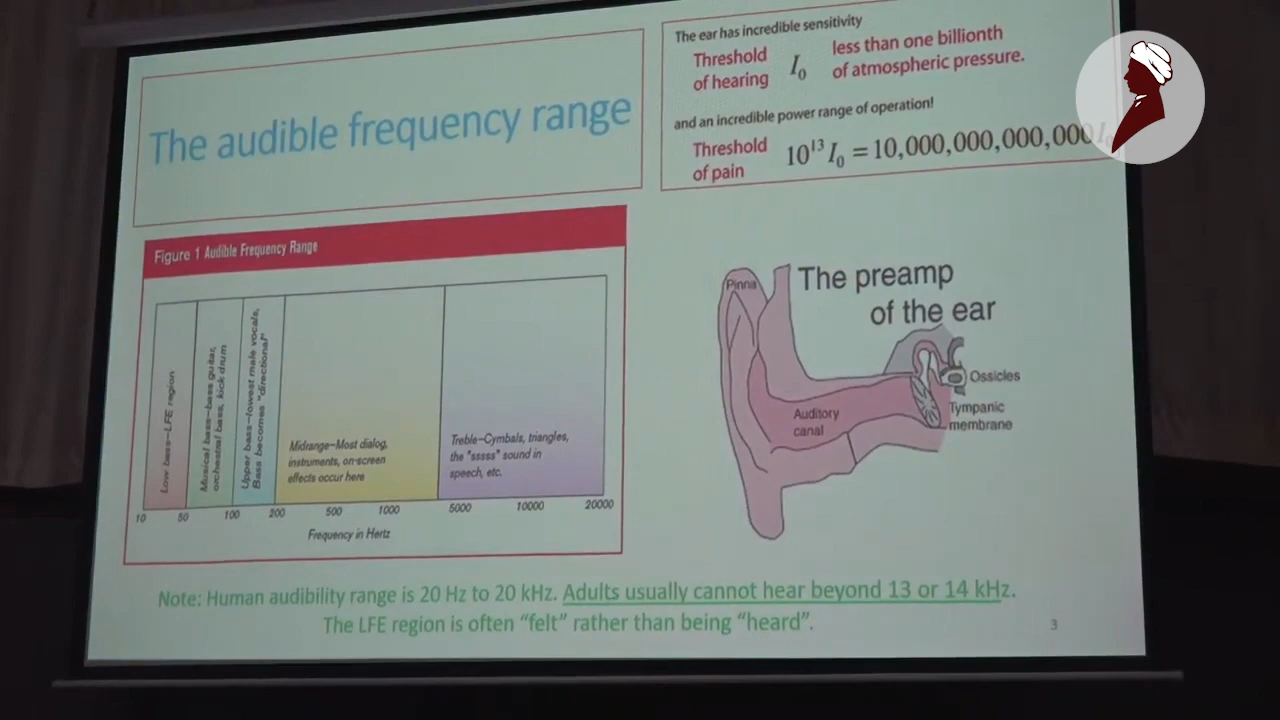 The audible frequency range
The ear has incredible sensitivity
Threshold
of hearing
I₀
less than one billionth
of atmospheric pressure.
and an incredible power range of operation!
Threshold
of pain
10¹³ I₀ = 10,000,000,000,000 I₀
Figure 1 Audible Frequency Range
Low bass–LFE region
Musical bass–bass guitar,
orchestral bass, kick drum
Upper bass–lowest male vocals,
Bass becomes "directional"
Midrange–Most dialog,
instruments, on-screen
effects occur here
Treble–Cymbals, triangles,
the "sssss" sound in
speech, etc.
10 50 100 200 500 1000 5000 10000 20000
Frequency in Hertz
The preamp
of the ear
Pinna
Auditory
canal
Ossicles
Tympanic
membrane
Note: Human audibility range is 20 Hz to 20 kHz. Adults usually cannot hear beyond 13 or 14 kHz.
The LFE region is often “felt” rather than being “heard”.
3